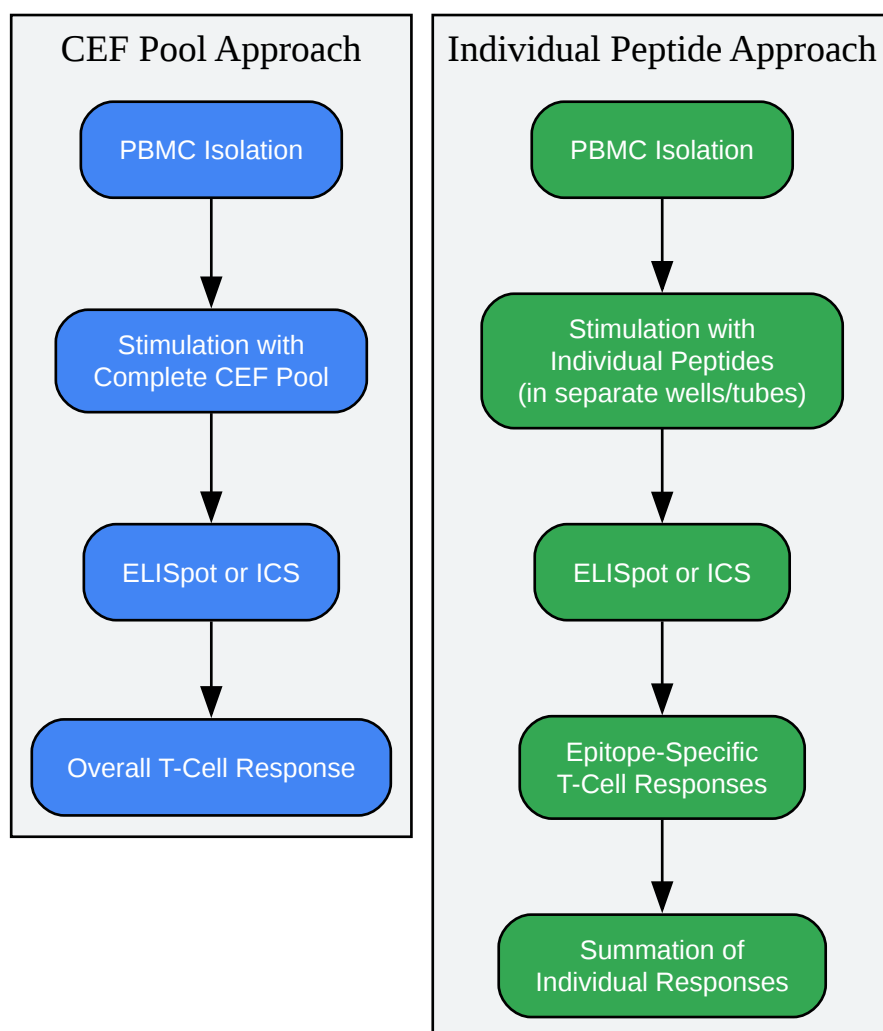 CEF Pool Approach
PBMC Isolation
Stimulation with
Complete CEF Pool
ELISpot or ICS
Overall T-Cell Response
Individual Peptide Approach
PBMC Isolation
Stimulation with
Individual Peptides
(in separate wells/tubes)
ELISpot or ICS
Epitope-Specific
T-Cell Responses
Summation of
Individual Responses